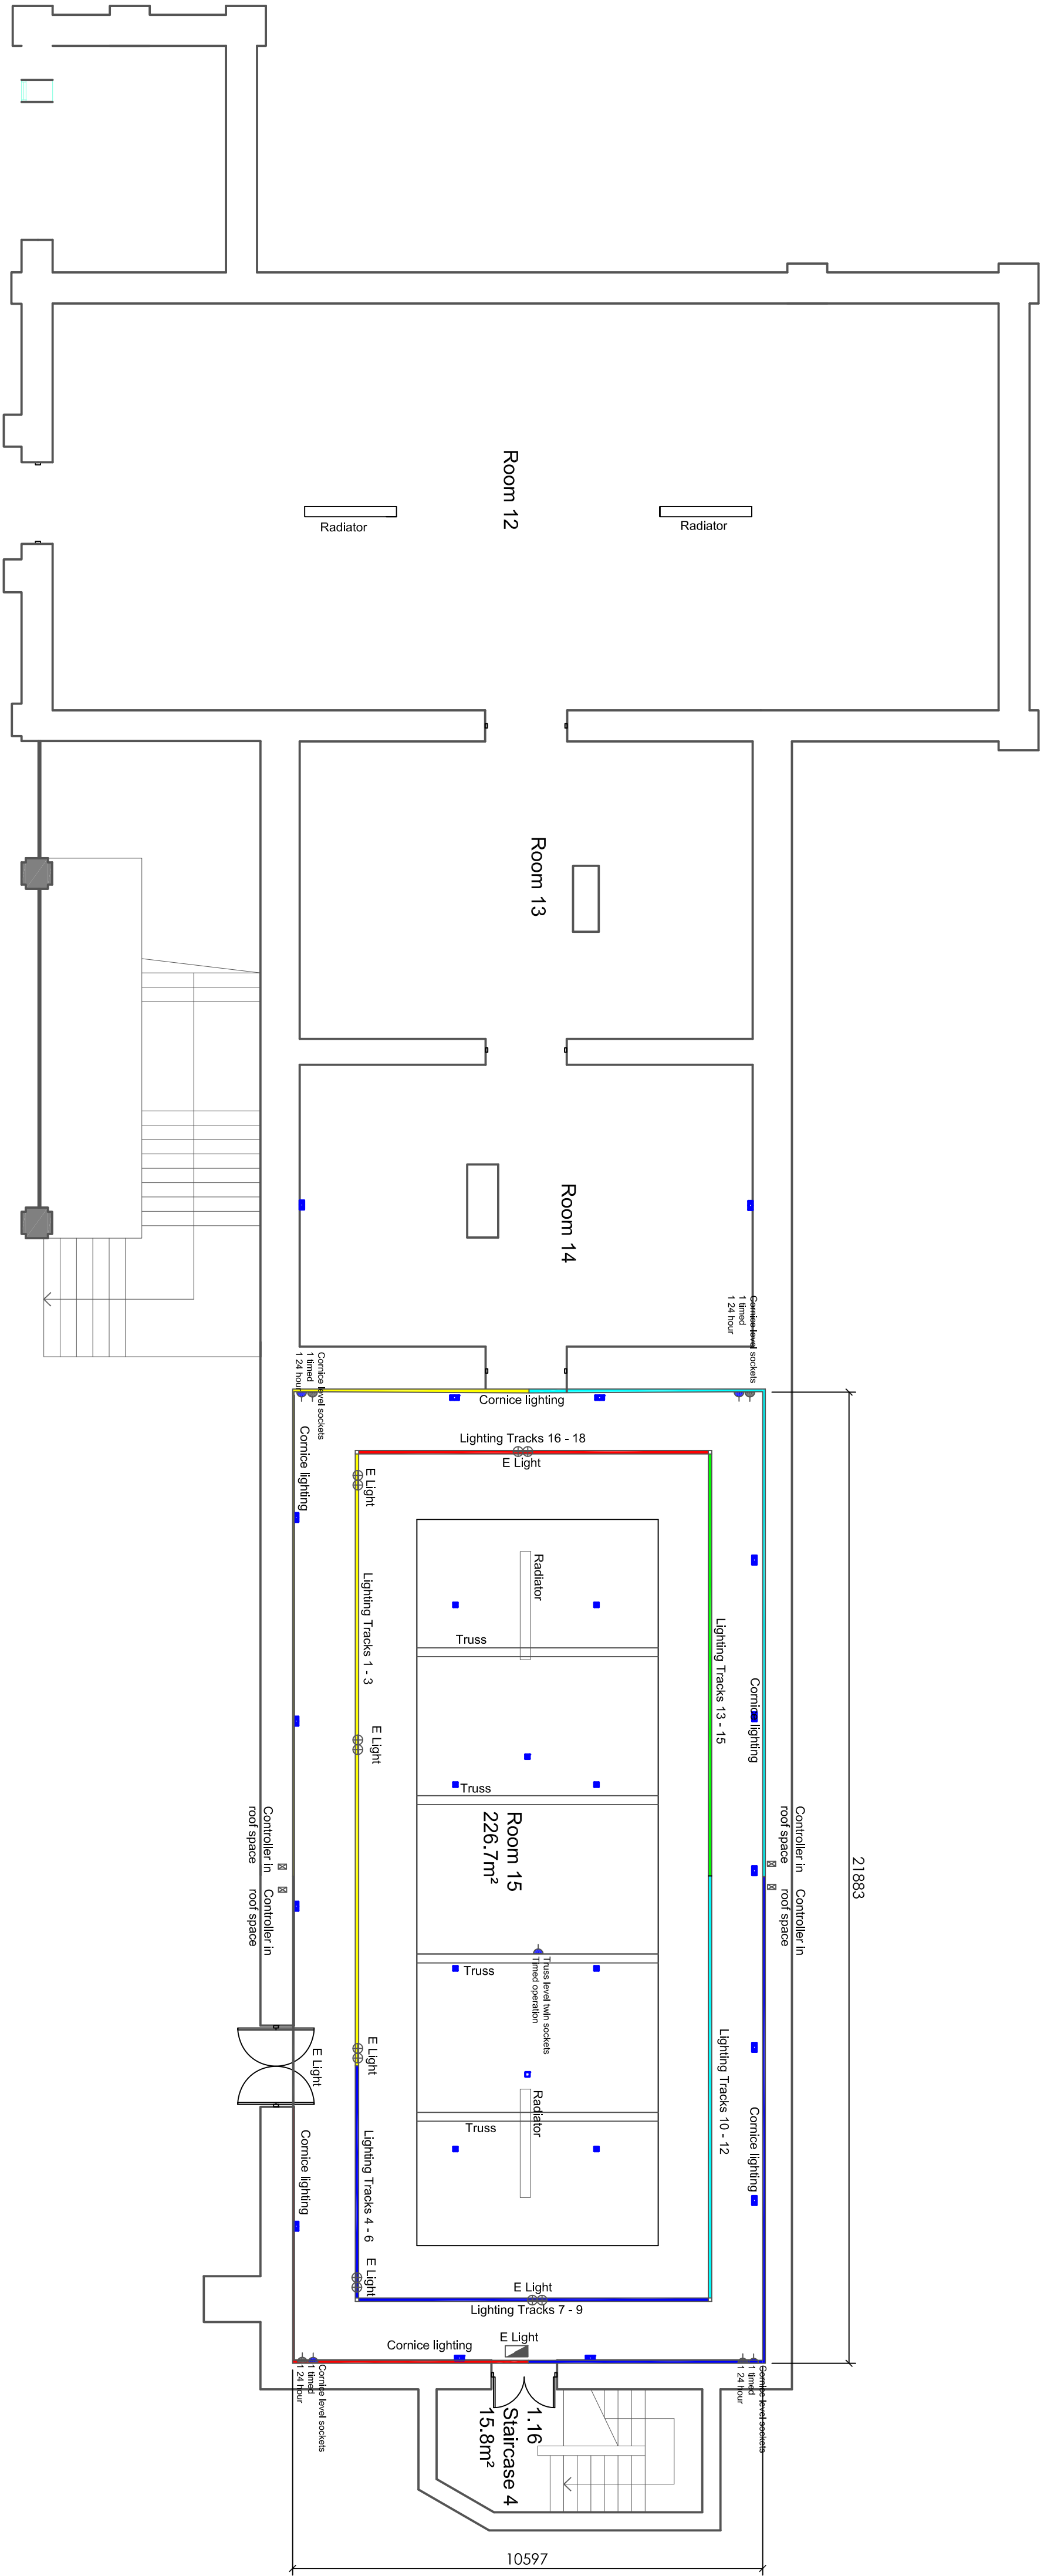 Room 12
Radiator
Radiator
Room 13
Room 14
Cornice level sockets
1 timed
1 24 hour
Cornice level sockets
1 timed
1 24 hour
Cornice lighting
Cornice lighting
Lighting Tracks 16 - 18
E Light
E Light
Radiator
Lighting Tracks 1 - 3
Truss
Lighting Tracks 13 - 15
Cornice lighting
E Light
Truss
Room 15
226.7m²
Controller in
roof space
Controller in
roof space
Controller in
roof space
Controller in
roof space
21883
Truss level twin sockets
Timed operation
Truss
E Light
E Light
Lighting Tracks 10 - 12
Radiator
Truss
Cornice lighting
Cornice lighting
Lighting Tracks 4 - 6
E Light
E Light
Lighting Tracks 7 - 9
E Light
Cornice lighting
Cornice level sockets
1 timed
1 24 hour
Cornice level sockets
1 timed
1 24 hour
1.16
Staircase 4
15.8m²
10597